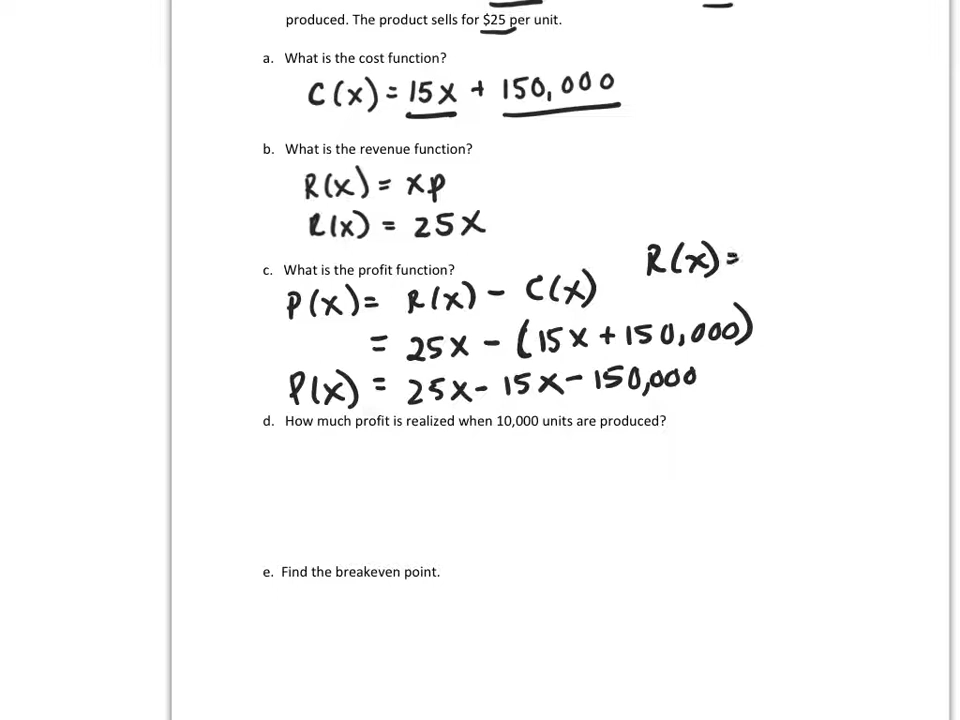 produced. The product sells for $25 per unit.
a. What is the cost function?
C(x) = 15x + 150,000
b. What is the revenue function?
R(x) = xp
R(x) = 25x
c. What is the profit function?
R(x) =
P(x) = R(x) - C(x)
= 25x - (15x + 150,000)
P(x) = 25x - 15x - 150,000
d. How much profit is realized when 10,000 units are produced?
e. Find the breakeven point.